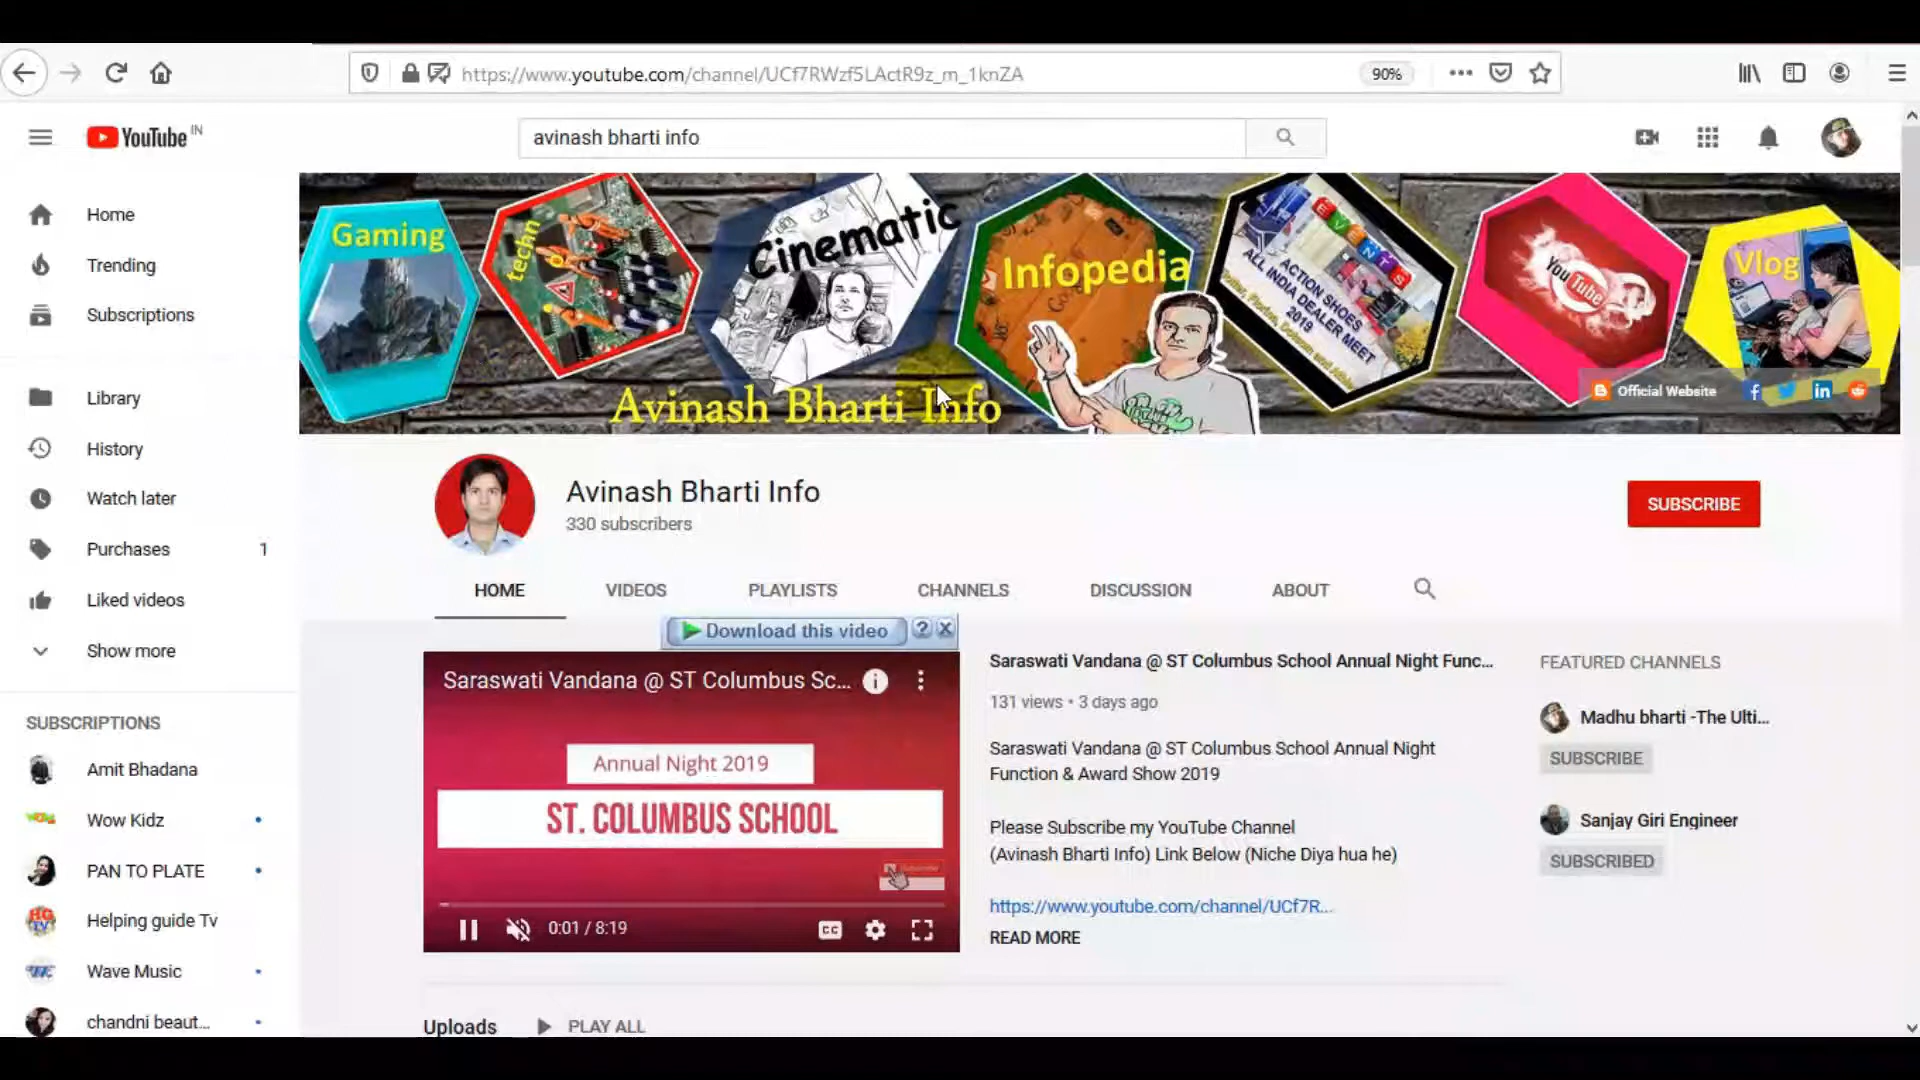 https://www.youtube.com/channel/UCf7RWzf5LActR9z_m_1knZA
90%
YouTube IN
avinash bharti info
Home
Trending
Subscriptions
Library
History
Watch later
Purchases 1
Liked videos
Show more
SUBSCRIPTIONS
Amit Bhadana
Wow Kidz
PAN TO PLATE
Helping guide Tv
Wave Music
chandni beaut...
Gaming
techn
Cinematic
Infopedia
EVENTS
ACTION SHOES
ALL INDIA DEALER MEET
2019
You Tube
Vlog
Avinash Bharti Info
Official Website
Avinash Bharti Info
330 subscribers
SUBSCRIBE
HOME VIDEOS PLAYLISTS CHANNELS DISCUSSION ABOUT
Download this video ?
Saraswati Vandana @ ST Columbus Sc...
Annual Night 2019
ST. COLUMBUS SCHOOL
0:01 / 8:19
CC
Saraswati Vandana @ ST Columbus School Annual Night Func...
131 views • 3 days ago
Saraswati Vandana @ ST Columbus School Annual Night
Function & Award Show 2019
Please Subscribe my YouTube Channel
(Avinash Bharti Info) Link Below (Niche Diya hua he)
https://www.youtube.com/channel/UCf7R...
READ MORE
FEATURED CHANNELS
Madhu bharti -The Ulti...
SUBSCRIBE
Sanjay Giri Engineer
SUBSCRIBED
Uploads PLAY ALL